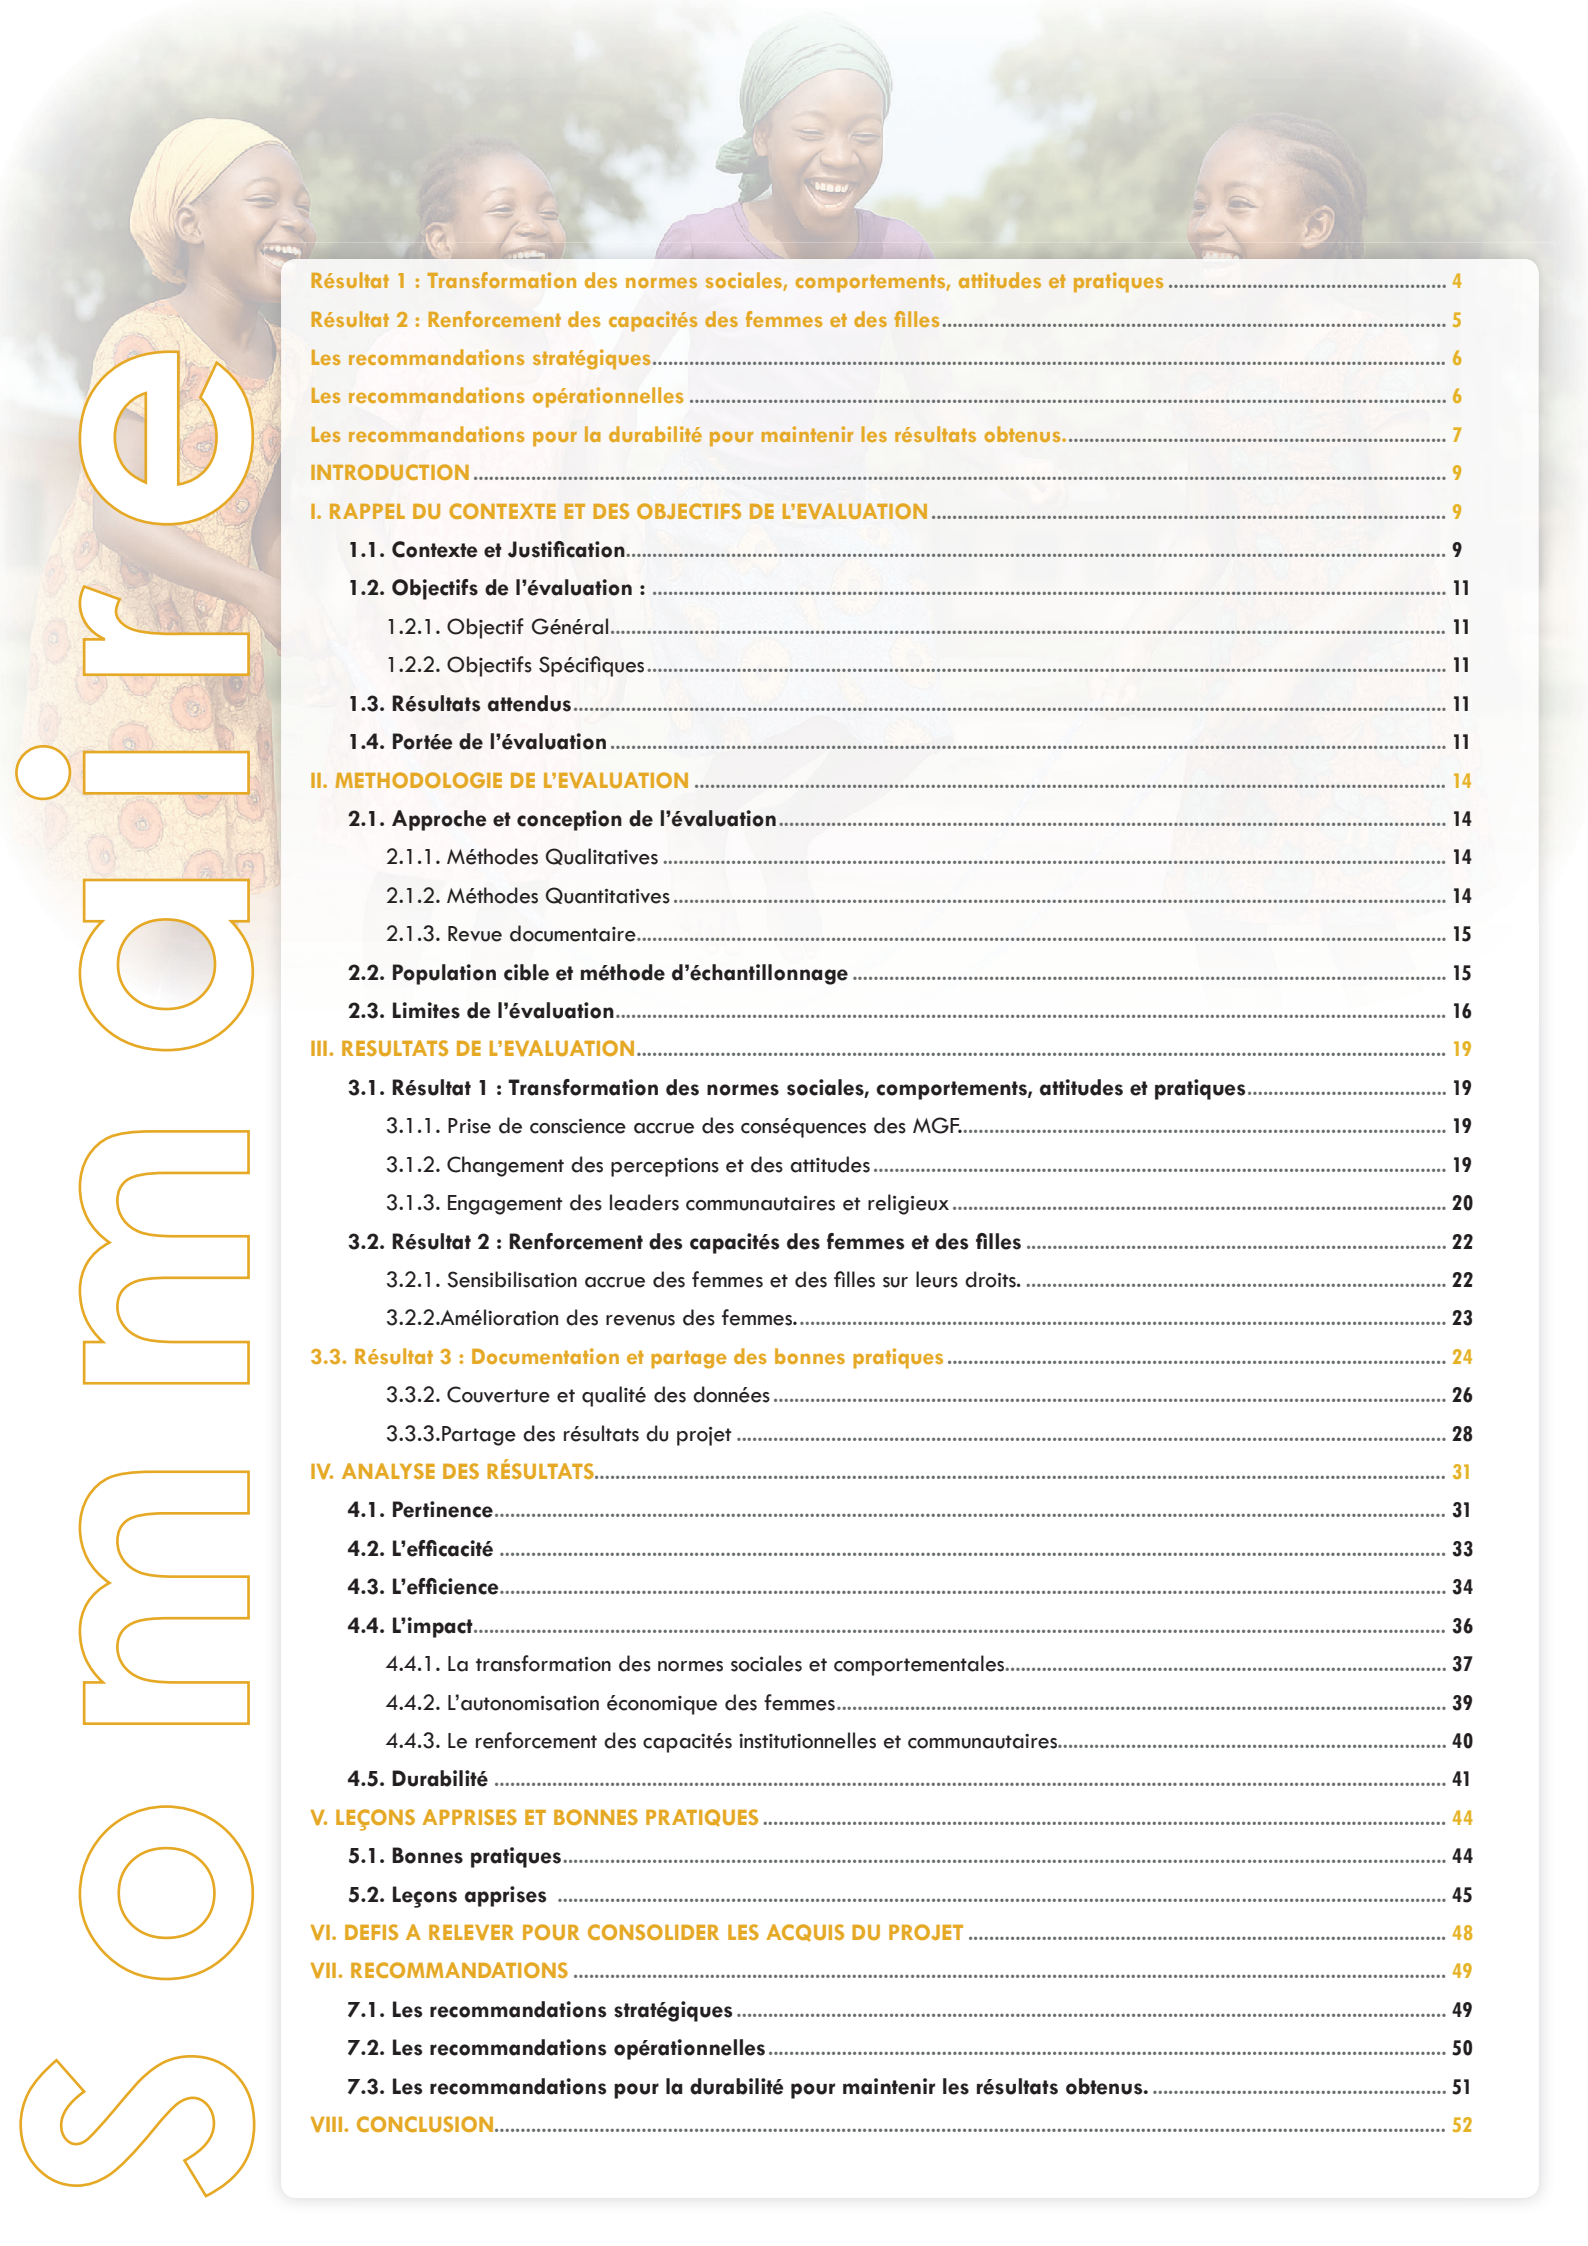 sommaire
Résultat 1 : Transformation des normes sociales, comportements, attitudes et pratiques ........ 4
Résultat 2 : Renforcement des capacités des femmes et des filles ........ 5
Les recommandations stratégiques ........ 6
Les recommandations opérationnelles ........ 6
Les recommandations pour la durabilité pour maintenir les résultats obtenus. ........ 7
INTRODUCTION ........ 9
I. RAPPEL DU CONTEXTE ET DES OBJECTIFS DE L’EVALUATION ........ 9
1.1. Contexte et Justification ........ 9
1.2. Objectifs de l’évaluation : ........ 11
1.2.1. Objectif Général ........ 11
1.2.2. Objectifs Spécifiques ........ 11
1.3. Résultats attendus ........ 11
1.4. Portée de l’évaluation ........ 11
II. METHODOLOGIE DE L’EVALUATION ........ 14
2.1. Approche et conception de l’évaluation ........ 14
2.1.1. Méthodes Qualitatives ........ 14
2.1.2. Méthodes Quantitatives ........ 14
2.1.3. Revue documentaire ........ 15
2.2. Population cible et méthode d’échantillonnage ........ 15
2.3. Limites de l’évaluation ........ 16
III. RESULTATS DE L’EVALUATION ........ 19
3.1. Résultat 1 : Transformation des normes sociales, comportements, attitudes et pratiques ........ 19
3.1.1. Prise de conscience accrue des conséquences des MGF ........ 19
3.1.2. Changement des perceptions et des attitudes ........ 19
3.1.3. Engagement des leaders communautaires et religieux ........ 20
3.2. Résultat 2 : Renforcement des capacités des femmes et des filles ........ 22
3.2.1. Sensibilisation accrue des femmes et des filles sur leurs droits. ........ 22
3.2.2.Amélioration des revenus des femmes. ........ 23
3.3. Résultat 3 : Documentation et partage des bonnes pratiques ........ 24
3.3.2. Couverture et qualité des données ........ 26
3.3.3.Partage des résultats du projet ........ 28
IV. ANALYSE DES RÉSULTATS ........ 31
4.1. Pertinence ........ 31
4.2. L’efficacité ........ 33
4.3. L’efficience ........ 34
4.4. L’impact ........ 36
4.4.1. La transformation des normes sociales et comportementales ........ 37
4.4.2. L’autonomisation économique des femmes ........ 39
4.4.3. Le renforcement des capacités institutionnelles et communautaires ........ 40
4.5. Durabilité ........ 41
V. LEÇONS APPRISES ET BONNES PRATIQUES ........ 44
5.1. Bonnes pratiques ........ 44
5.2. Leçons apprises ........ 45
VI. DEFIS A RELEVER POUR CONSOLIDER LES ACQUIS DU PROJET ........ 48
VII. RECOMMANDATIONS ........ 49
7.1. Les recommandations stratégiques ........ 49
7.2. Les recommandations opérationnelles ........ 50
7.3. Les recommandations pour la durabilité pour maintenir les résultats obtenus. ........ 51
VIII. CONCLUSION ........ 52